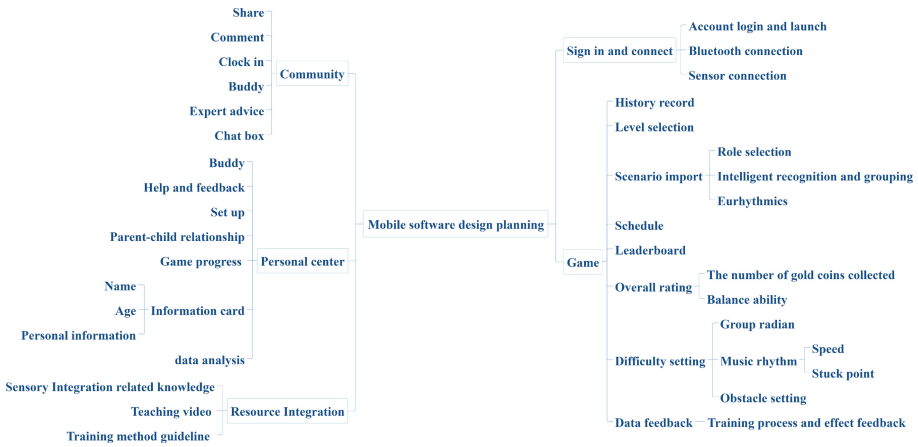 Mobile software design planning
Community
Share
Comment
Clock in
Buddy
Expert advice
Chat box
Personal center
Buddy
Help and feedback
Set up
Parent-child relationship
Game progress
Information card
Name
Age
Personal information
data analysis
Resource Integration
Sensory Integration related knowledge
Teaching video
Training method guideline
Sign in and connect
Account login and launch
Bluetooth connection
Sensor connection
Game
History record
Level selection
Scenario import
Role selection
Intelligent recognition and grouping
Eurhythmics
Schedule
Leaderboard
Overall rating
The number of gold coins collected
Balance ability
Difficulty setting
Group radian
Music rhythm
Speed
Stuck point
Obstacle setting
Data feedback
Training process and effect feedback